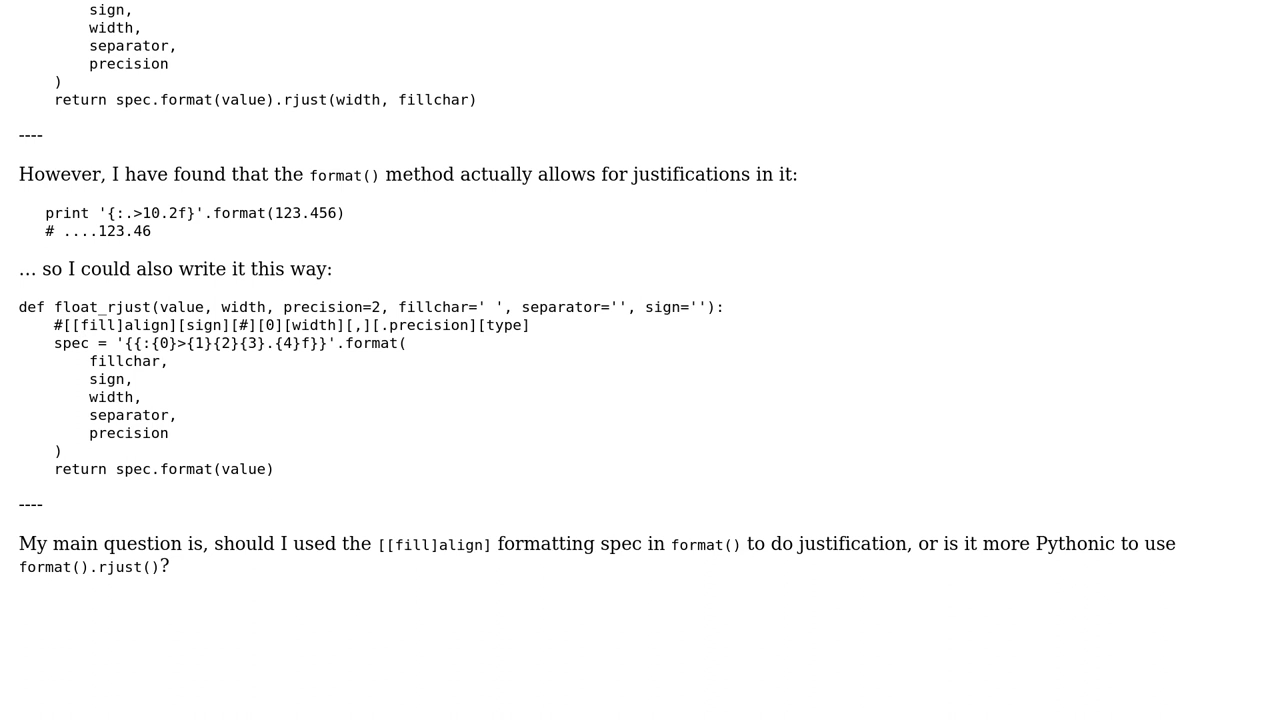 sign,
width,
separator,
precision
)
return spec.format(value).rjust(width, fillchar)
----
However, I have found that the format() method actually allows for justifications in it:
print '{:.>10.2f}'.format(123.456)
# ....123.46
... so I could also write it this way:
def float_rjust(value, width, precision=2, fillchar=' ', separator='', sign=''):
#[[fill]align][sign][#][0][width][,][.precision][type]
spec = '{{:{0}>{1}{2}{3}.{4}f}}'.format(
fillchar,
sign,
width,
separator,
precision
)
return spec.format(value)
----
My main question is, should I used the [[fill]align] formatting spec in format() to do justification, or is it more Pythonic to use
format().rjust()?